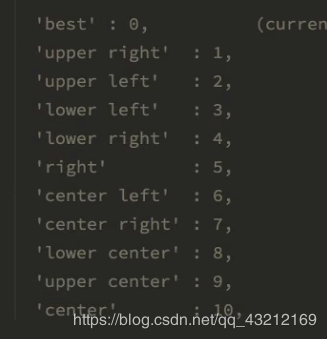 'best' : 0,          (curren
'upper right'  : 1,
'upper left'   : 2,
'lower left'   : 3,
'lower right'  : 4,
'right'        : 5,
'center left'  : 6,
'center right' : 7,
'lower center' : 8,
'upper center' : 9,
'center'       : 10,
https://blog.csdn.net/qq_43212169